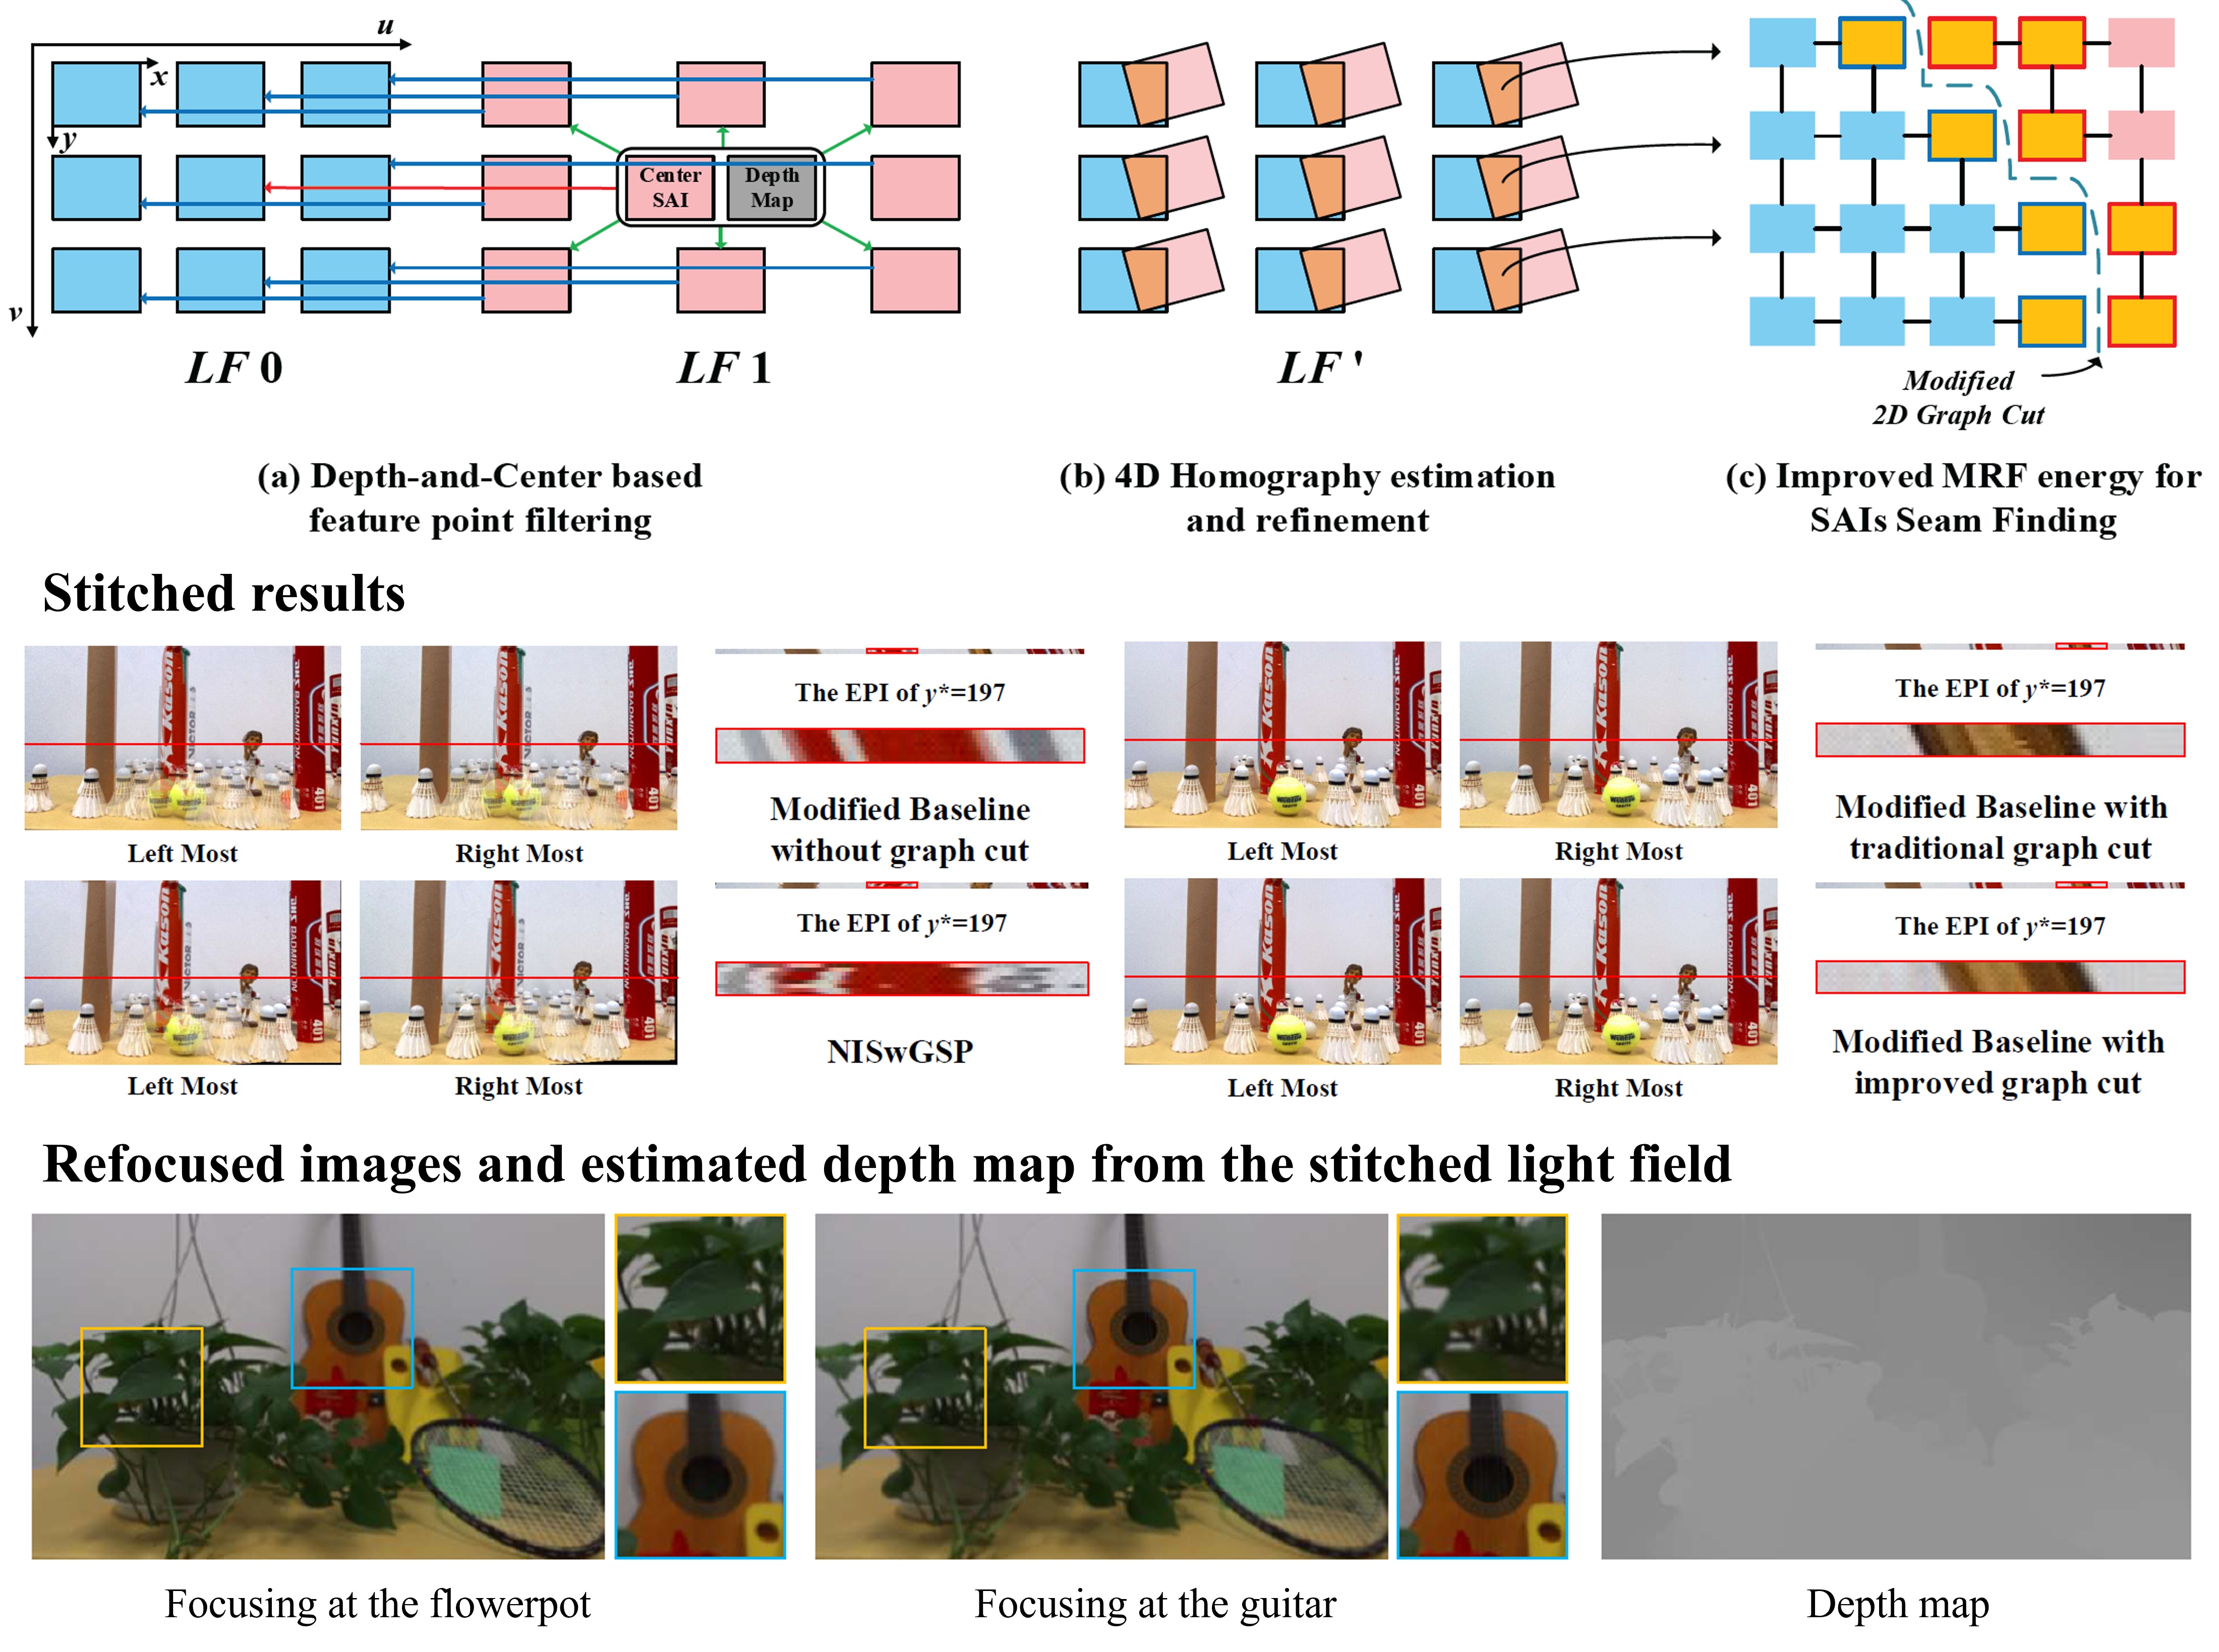 u
x
y
v
Center
SAI
Depth
Map
LF 0
LF 1
LF '
Modified
2D Graph Cut
(a) Depth-and-Center based
feature point filtering
(b) 4D Homography estimation
and refinement
(c) Improved MRF energy for
SAIs Seam Finding
Stitched results
Left Most
Right Most
The EPI of y*=197
Modified Baseline
without graph cut
Left Most
Right Most
The EPI of y*=197
Modified Baseline with
traditional graph cut
Left Most
Right Most
The EPI of y*=197
NISwGSP
Left Most
Right Most
The EPI of y*=197
Modified Baseline with
improved graph cut
Refocused images and estimated depth map from the stitched light field
Focusing at the flowerpot
Focusing at the guitar
Depth map